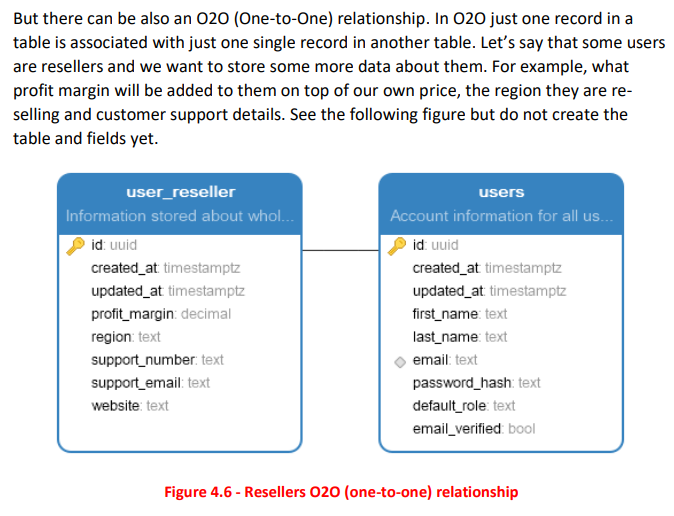 But there can be also an O2O (One-to-One) relationship. In O2O just one record in a
table is associated with just one single record in another table. Let’s say that some users
are resellers and we want to store some more data about them. For example, what
profit margin will be added to them on top of our own price, the region they are re-
selling and customer support details. See the following figure but do not create the
table and fields yet.
user_reseller
Information stored about whol...
id: uuid
created_at: timestamptz
updated_at: timestamptz
profit_margin: decimal
region: text
support_number: text
support_email: text
website: text
users
Account information for all us...
id: uuid
created_at: timestamptz
updated_at: timestamptz
first_name: text
last_name: text
email: text
password_hash: text
default_role: text
email_verified: bool
Figure 4.6 - Resellers O2O (one-to-one) relationship